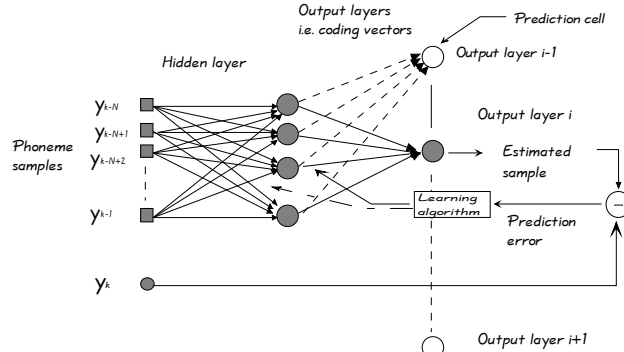 Output layers
i.e. coding vectors
Prediction cell
Output layer i-1
Hidden layer
Output layer i
Phoneme
samples
yk-N
yk-N+1
yk-N+2
yk-1
yk
Estimated
sample
Learning
algorithm
Prediction
error
−
Output layer i+1